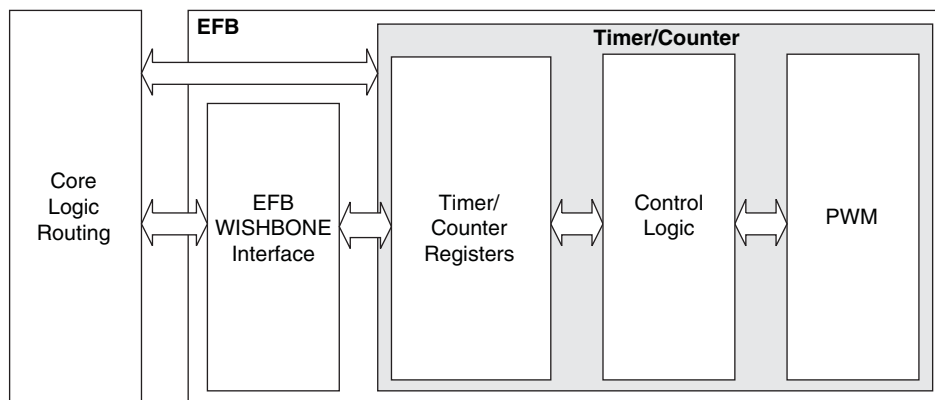 EFB
Timer/Counter
Core
Logic
Routing
EFB
WISHBONE
Interface
Timer/
Counter
Registers
Control
Logic
PWM